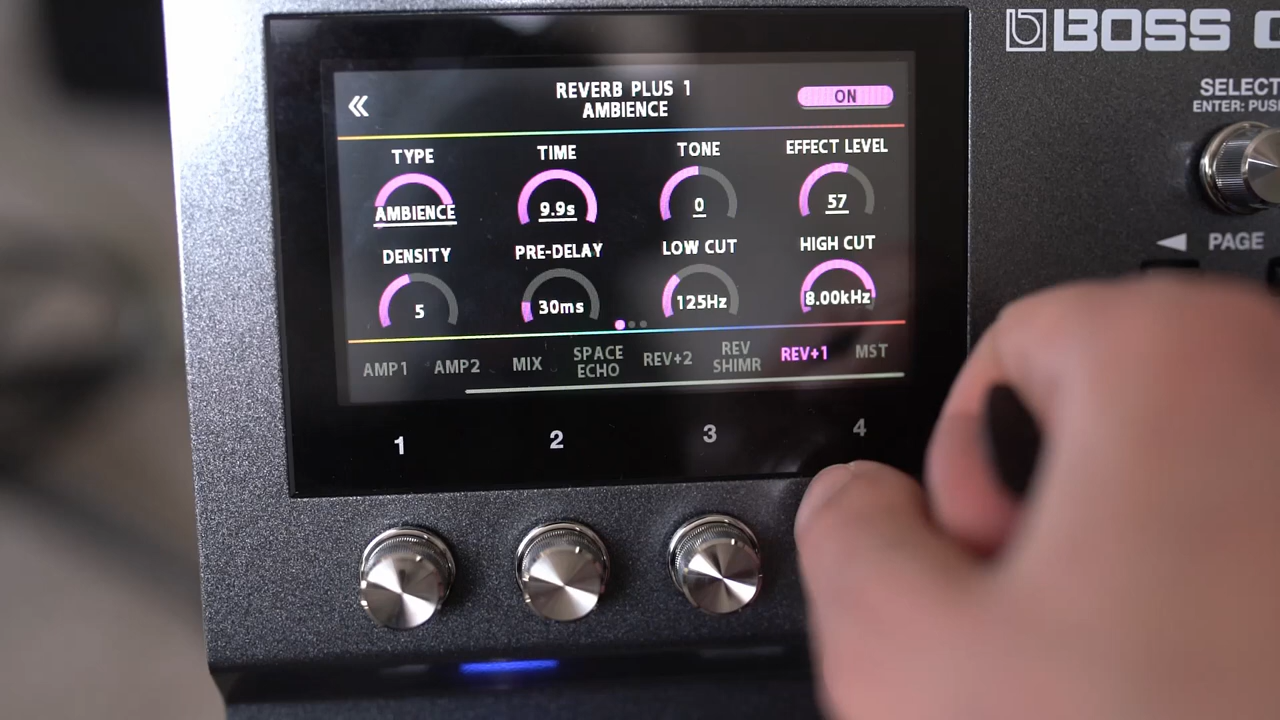 BOSS
SELECT
ENTER: PUS
PAGE
REVERB PLUS 1
AMBIENCE
ON
TYPE TIME TONE EFFECT LEVEL
AMBIENCE 9.9s 0 57
DENSITY PRE-DELAY LOW CUT HIGH CUT
5 30ms 125Hz 8.00kHz
AMP1 AMP2 MIX SPACE ECHO REV+2 REV SHIMR REV+1 MST
1 2 3 4